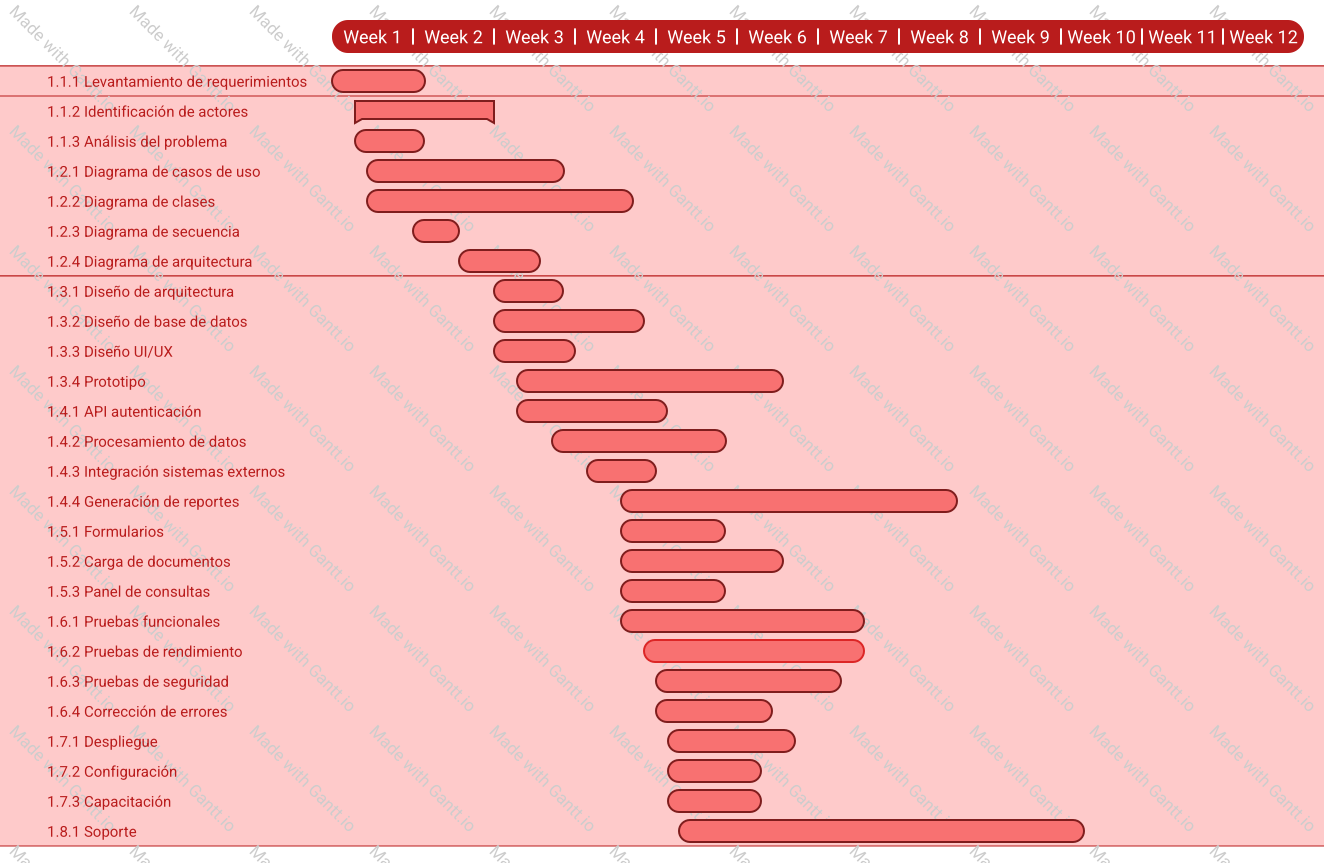 Week 1 | Week 2 | Week 3 | Week 4 | Week 5 | Week 6 | Week 7 | Week 8 | Week 9 | Week 10 | Week 11 | Week 12
1.1.1 Levantamiento de requerimientos
1.1.2 Identificación de actores
1.1.3 Análisis del problema
1.2.1 Diagrama de casos de uso
1.2.2 Diagrama de clases
1.2.3 Diagrama de secuencia
1.2.4 Diagrama de arquitectura
1.3.1 Diseño de arquitectura
1.3.2 Diseño de base de datos
1.3.3 Diseño UI/UX
1.3.4 Prototipo
1.4.1 API autenticación
1.4.2 Procesamiento de datos
1.4.3 Integración sistemas externos
1.4.4 Generación de reportes
1.5.1 Formularios
1.5.2 Carga de documentos
1.5.3 Panel de consultas
1.6.1 Pruebas funcionales
1.6.2 Pruebas de rendimiento
1.6.3 Pruebas de seguridad
1.6.4 Corrección de errores
1.7.1 Despliegue
1.7.2 Configuración
1.7.3 Capacitación
1.8.1 Soporte
Made with Gantt.io